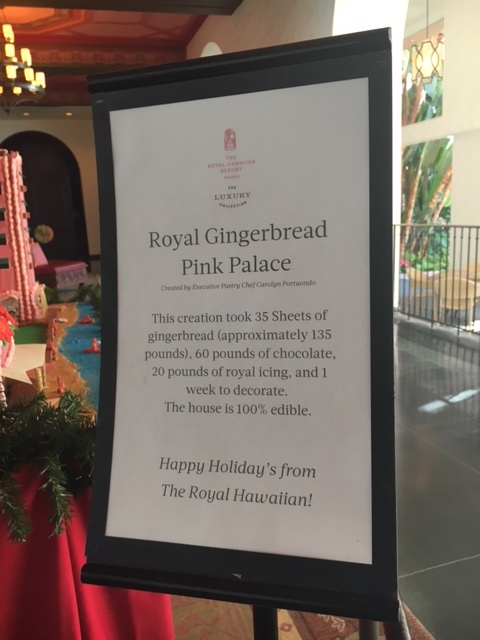 THE
ROYAL HAWAIIAN
RESORT
WAIKIKI
THE
LUXURY
COLLECTION
Royal Gingerbread
Pink Palace
Created by Executive Pastry Chef Carolyn Portuondo
This creation took 35 Sheets of
gingerbread (approximately 135
pounds), 60 pounds of chocolate,
20 pounds of royal icing, and 1
week to decorate.
The house is 100% edible.
Happy Holiday's from
The Royal Hawaiian!